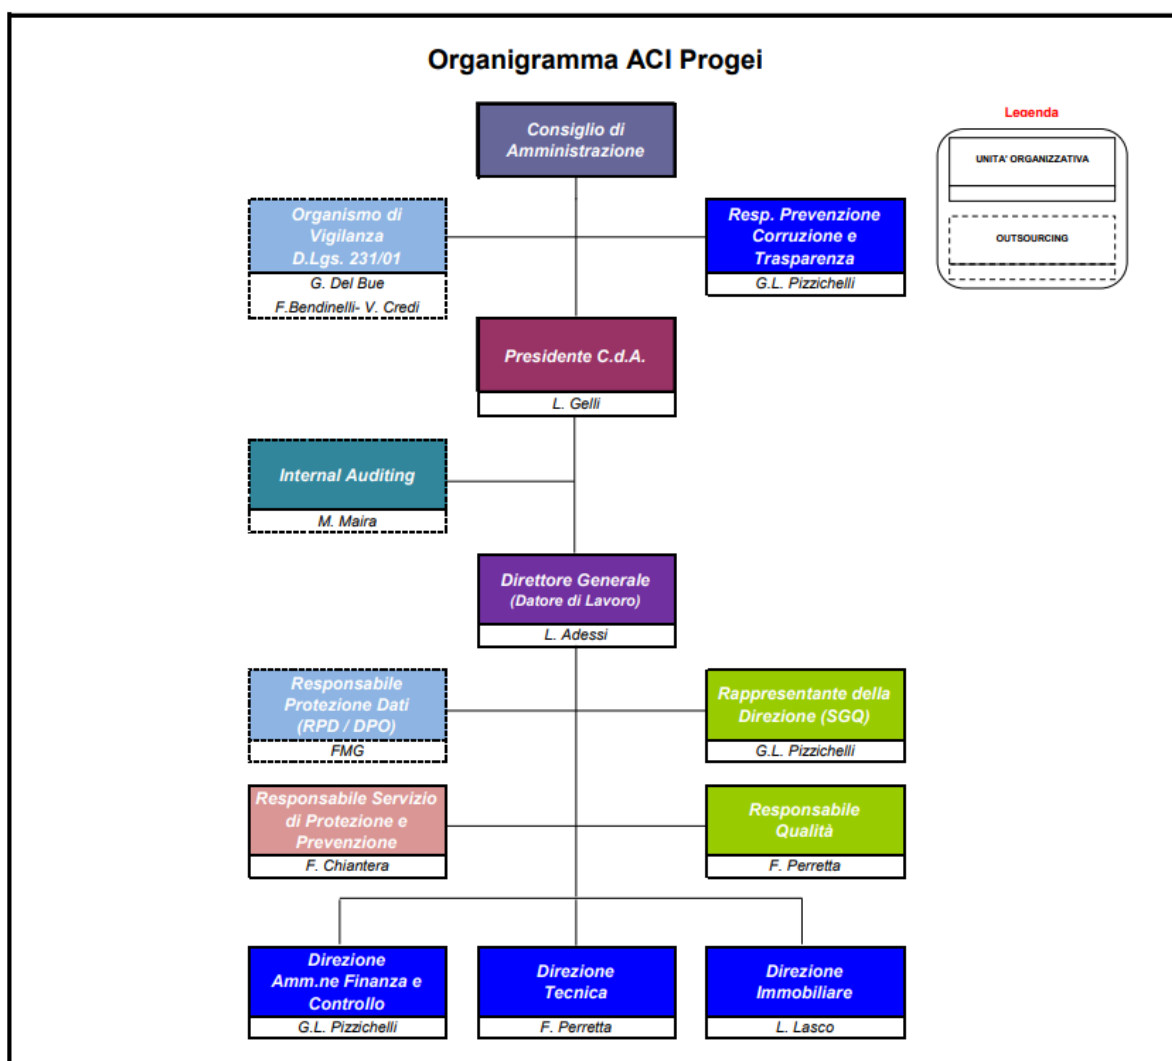 Organigramma ACI Progei
Consiglio di
Amministrazione
Legenda
UNITA' ORGANIZZATIVA
OUTSOURCING
Organismo di
Vigilanza
D.Lgs. 231/01
G. Del Bue
F.Bendinelli- V. Credi
Resp. Prevenzione
Corruzione e
Trasparenza
G.L. Pizzichelli
Presidente C.d.A.
L. Gelli
Internal Auditing
M. Maira
Direttore Generale
(Datore di Lavoro)
L. Adessi
Responsabile
Protezione Dati
(RPD / DPO)
FMG
Rappresentante della
Direzione (SGQ)
G.L. Pizzichelli
Responsabile Servizio
di Protezione e
Prevenzione
F. Chiantera
Responsabile
Qualità
F. Perretta
Direzione
Amm.ne Finanza e
Controllo
G.L. Pizzichelli
Direzione
Tecnica
F. Perretta
Direzione
Immobiliare
L. Lasco